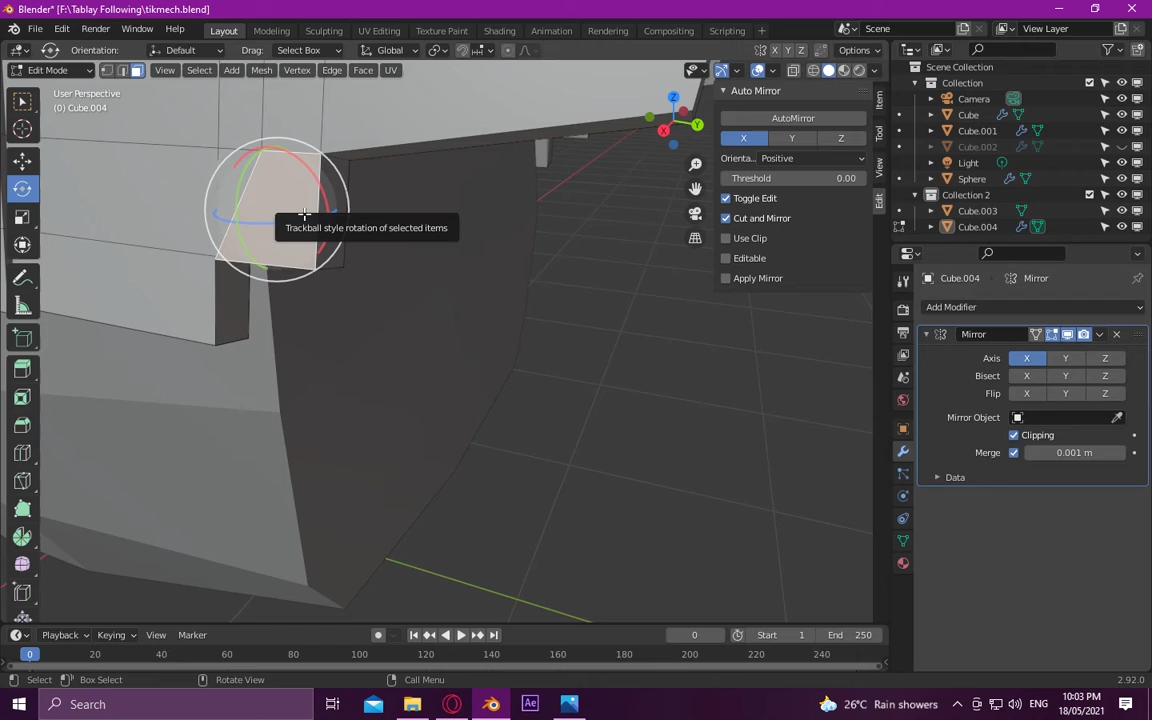 Blender* [F:\Tablay Following\tikmech.blend]
File Edit Render Window Help Layout Modeling Sculpting UV Editing Texture Paint Shading Animation Rendering Compositing Scripting Scene View Layer
Orientation: Default Drag: Select Box Global X Y Z Options
Edit Mode View Select Add Mesh Vertex Edge Face UV
User Perspective
(0) Cube.004
Z
Y
X
Auto Mirror
AutoMirror
X Y Z
Orienta... Positive
Threshold 0.00
Toggle Edit
Cut and Mirror
Use Clip
Editable
Apply Mirror
Item
Tool
View
Edit
Trackball style rotation of selected items
Scene Collection
Collection
Camera
Cube
Cube.001
Cube.002
Light
Sphere
Collection 2
Cube.003
Cube.004
Cube.004 Mirror
Add Modifier
Mirror
Axis X Y Z
Bisect X Y Z
Flip X Y Z
Mirror Object
Clipping
Merge 0.001 m
Data
Playback Keying View Marker 0 Start 1 End 250
0 20 40 60 80 100 120 140 160 180 200 220 240
Select Box Select Rotate View Call Menu 2.92.0
Search Ae 26°C Rain showers 10:03 PM
18/05/2021